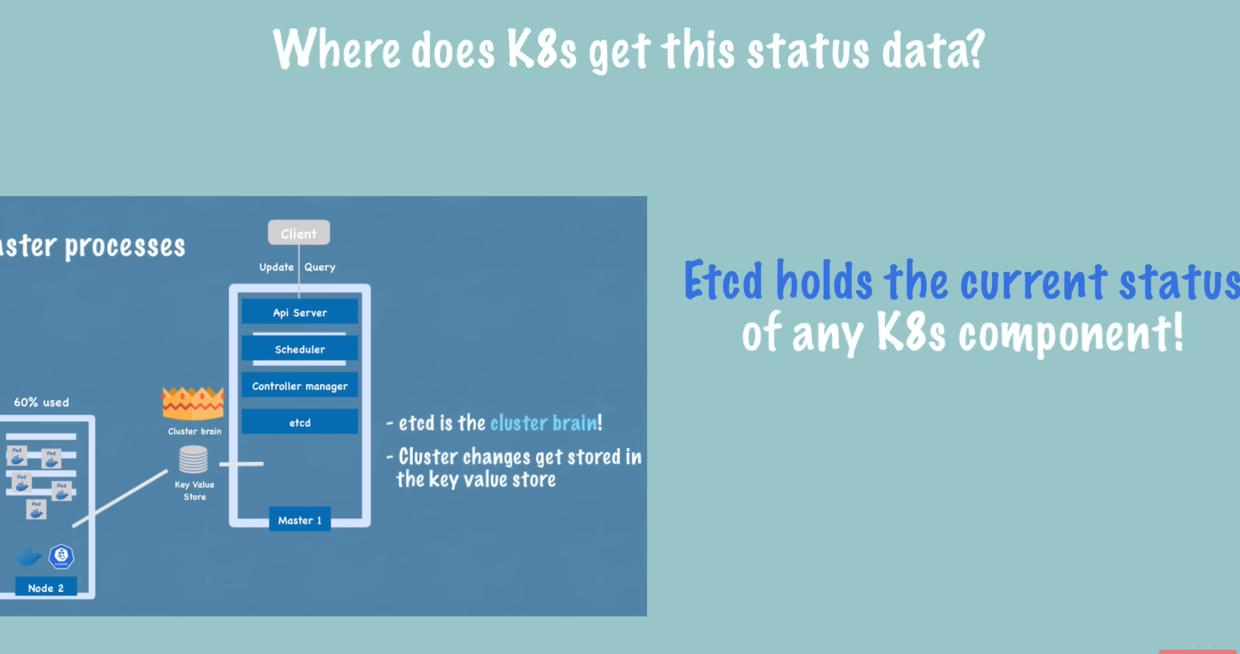 Where does K8s get this status data?
ster processes
Client
Update Query
Api Server
Scheduler
Controller manager
etcd
Master 1
Cluster brain
Key Value
Store
60% used
Pod
Pod
Pod
Pod
Pod
Node 2
- etcd is the cluster brain!
- Cluster changes get stored in
the key value store
Etcd holds the current status
of any K8s component!